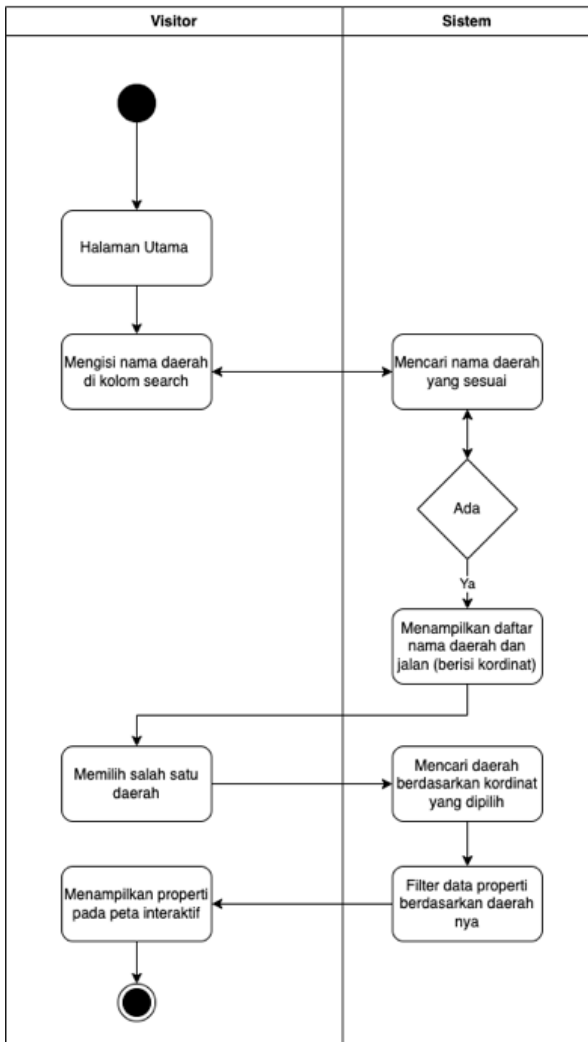 Visitor
Sistem
Halaman Utama
Mengisi nama daerah
di kolom search
Mencari nama daerah
yang sesuai
Ada
Ya
Menampilkan daftar
nama daerah dan
jalan (berisi kordinat)
Memilih salah satu
daerah
Mencari daerah
berdasarkan kordinat
yang dipilih
Filter data properti
berdasarkan daerah
nya
Menampilkan properti
pada peta interaktif